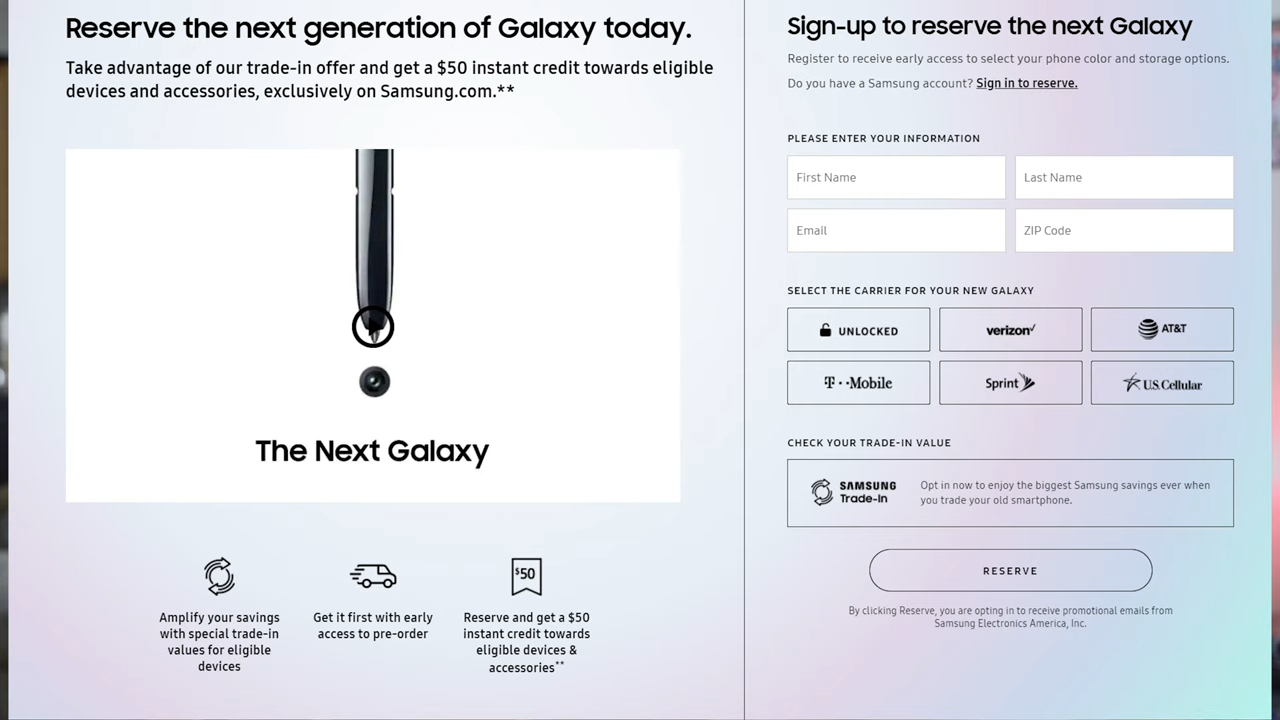 Reserve the next generation of Galaxy today.
Take advantage of our trade-in offer and get a $50 instant credit towards eligible
devices and accessories, exclusively on Samsung.com.**
The Next Galaxy
Amplify your savings
with special trade-in
values for eligible
devices
Get it first with early
access to pre-order
$50
Reserve and get a $50
instant credit towards
eligible devices &
accessories**
Sign-up to reserve the next Galaxy
Register to receive early access to select your phone color and storage options.
Do you have a Samsung account? Sign in to reserve.
PLEASE ENTER YOUR INFORMATION
First Name
Last Name
Email
ZIP Code
SELECT THE CARRIER FOR YOUR NEW GALAXY
UNLOCKED
verizon
AT&T
T··Mobile
Sprint
U.S. Cellular
CHECK YOUR TRADE-IN VALUE
SAMSUNG
Trade-In
Opt in now to enjoy the biggest Samsung savings ever when
you trade your old smartphone.
RESERVE
By clicking Reserve, you are opting in to receive promotional emails from
Samsung Electronics America, Inc.